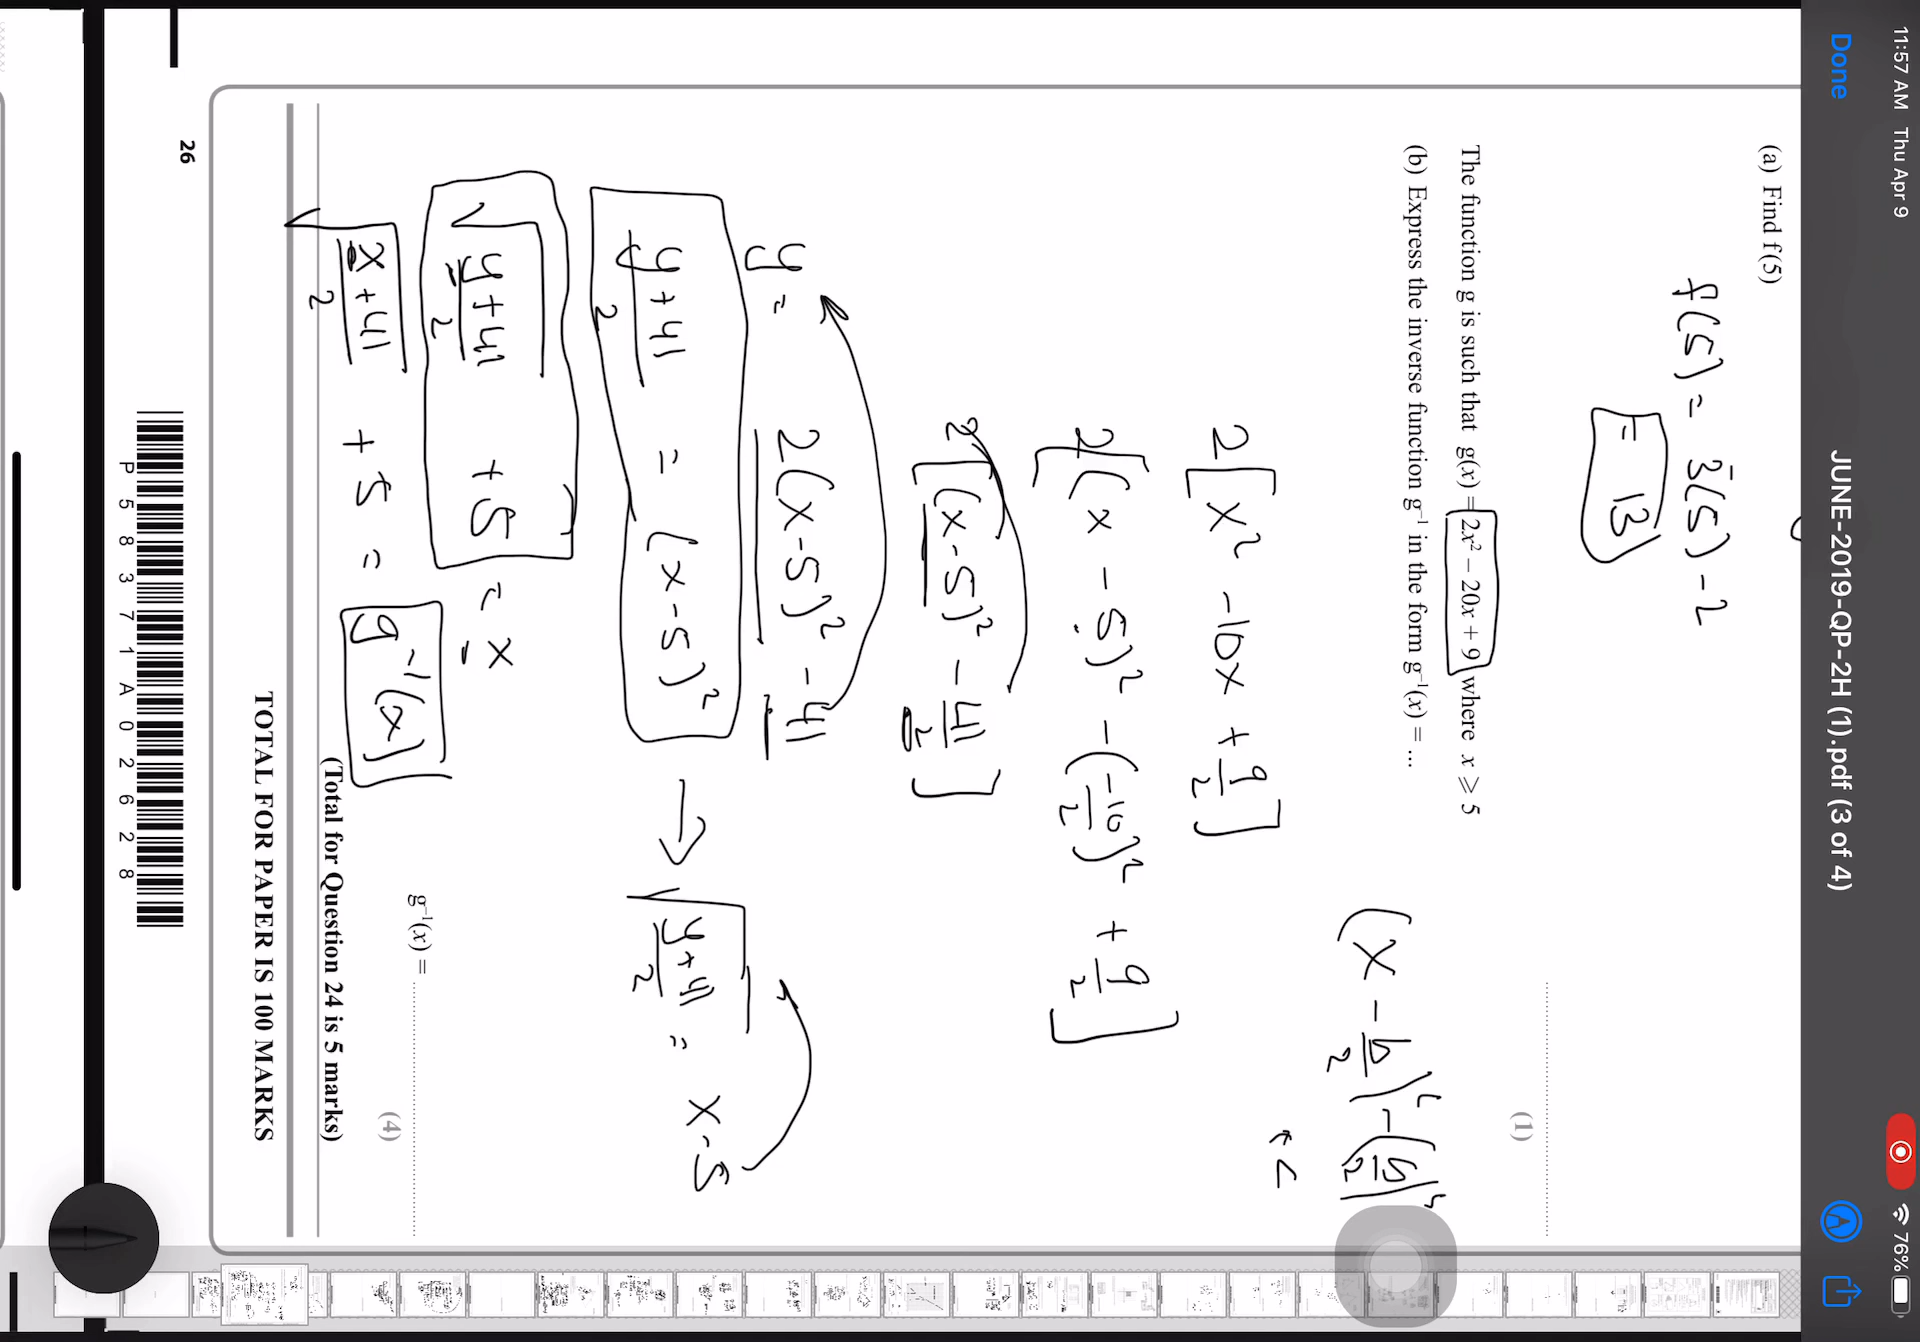 11:57 AM Thu Apr 9
76%
Done
JUNE-2019-QP-2H (1).pdf (3 of 4)
(a) Find f(5)
f(5) = 3(5) - 2
= 13
(1)
The function g is such that g(x) = 2x² – 20x + 9 where x ⩾ 5
(b) Express the inverse function g⁻¹ in the form g⁻¹(x) = ...
(x - b/2)² - (b/2)²
+c
2[x² - 10x + 9/2]
2[(x - 5)² - (-10/2)² + 9/2]
2[(x-5)² - 41/2]
y = 2(x-5)² - 41
y+41/2 = (x-5)² → √y+41/2 = x-5
√y+41/2 + 5 = x
√x+41/2 + 5 = g⁻¹(x)
g⁻¹(x) =
(4)
(Total for Question 24 is 5 marks)
TOTAL FOR PAPER IS 100 MARKS
26
P 5 8 3 7 1 A 0 2 6 2 8